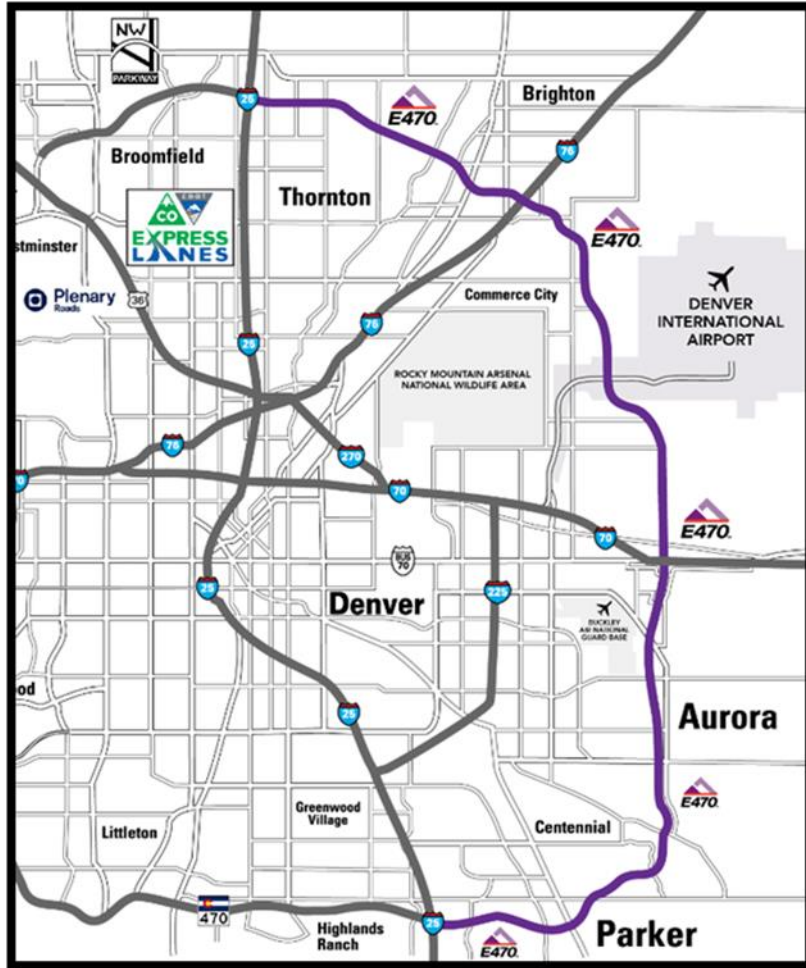 NW
PARKWAY
25
E470
Brighton
76
Broomfield
Thornton
CDOT
CO
EXPRESS
LANES
E470
stminster
Plenary
Roads
36
Commerce City
DENVER
INTERNATIONAL
AIRPORT
76
25
ROCKY MOUNTAIN ARSENAL
NATIONAL WILDLIFE AREA
76
270
70
70
E470
70
BUS
70
25
Denver
225
BUCKLEY
AIR NATIONAL
GUARD BASE
ood
25
Aurora
E470
Greenwood
Village
Littleton
Centennial
470
25
Highlands
Ranch
E470
Parker